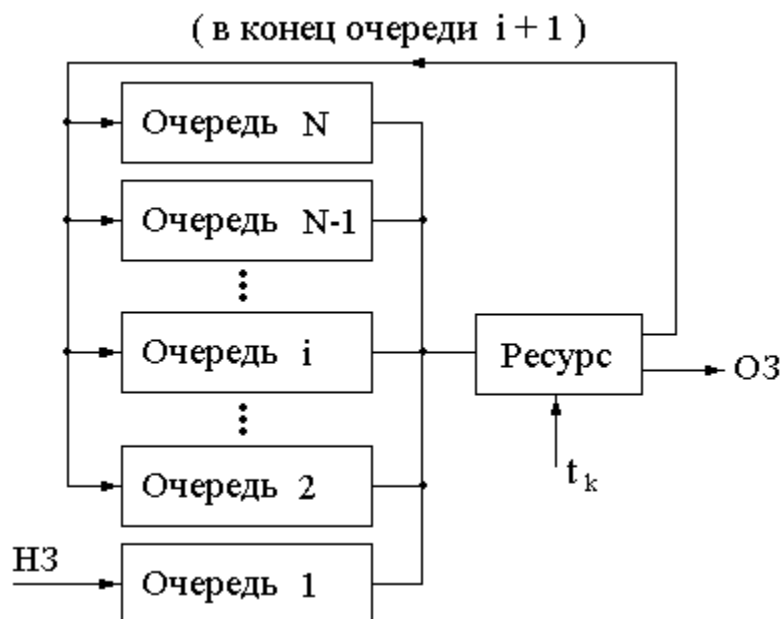 ( в конец очереди i + 1 )
Очередь N
Очередь N-1
Очередь i
Ресурс
ОЗ
Очередь 2
t k
НЗ
Очередь 1